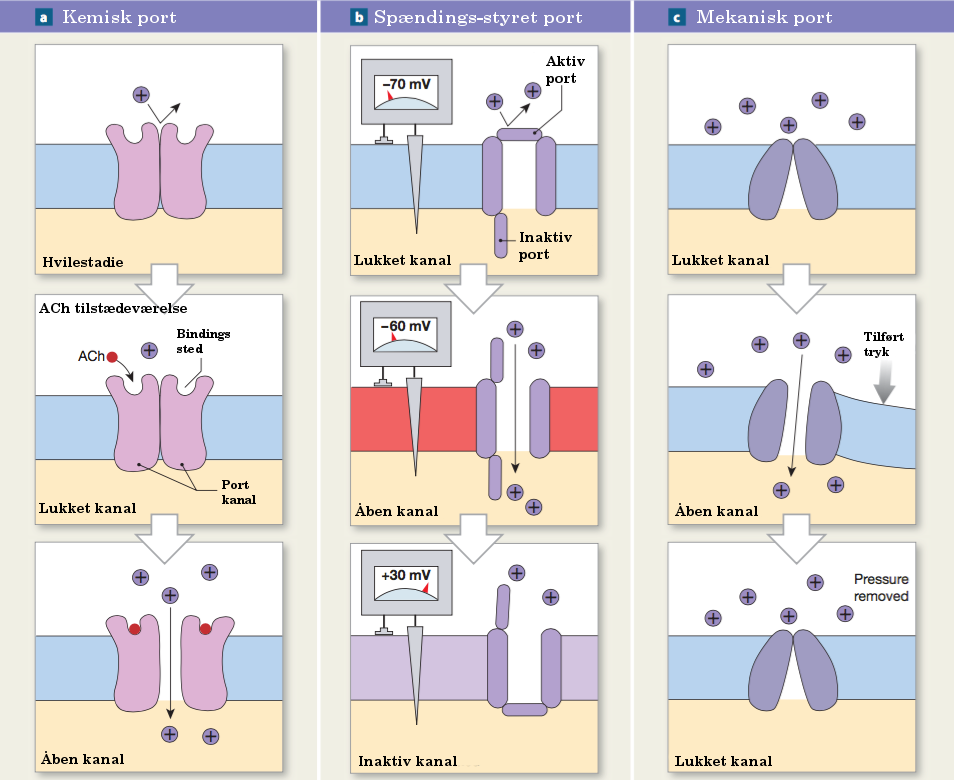 a Kemisk port
Hvilestadie
ACh tilstædeværelse
Bindings
sted
ACh
Port
kanal
Lukket kanal
Åben kanal
b Spændings-styret port
–70 mV
Aktiv
port
Inaktiv
port
Lukket kanal
–60 mV
Åben kanal
+30 mV
Inaktiv kanal
c Mekanisk port
Lukket kanal
Tilført
tryk
Åben kanal
Pressure
removed
Lukket kanal